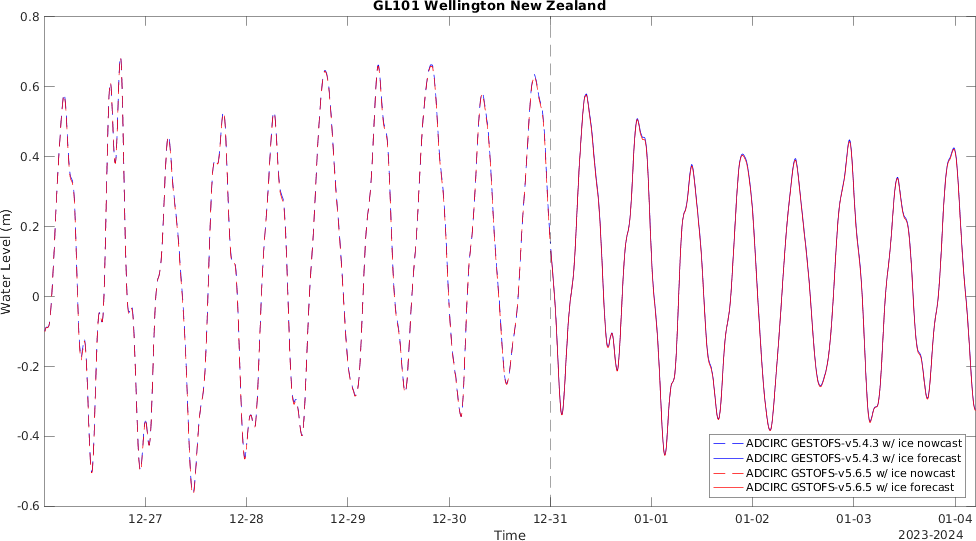 GL101 Wellington New Zealand
0.8
0.6
0.4
0.2
0
-0.2
-0.4
-0.6
Water Level (m)
ADCIRC GESTOFS-v5.4.3 w/ ice nowcast
ADCIRC GESTOFS-v5.4.3 w/ ice forecast
ADCIRC GSTOFS-v5.6.5 w/ ice nowcast
ADCIRC GSTOFS-v5.6.5 w/ ice forecast
12-27 12-28 12-29 12-30 12-31 01-01 01-02 01-03 01-04
Time
2023-2024